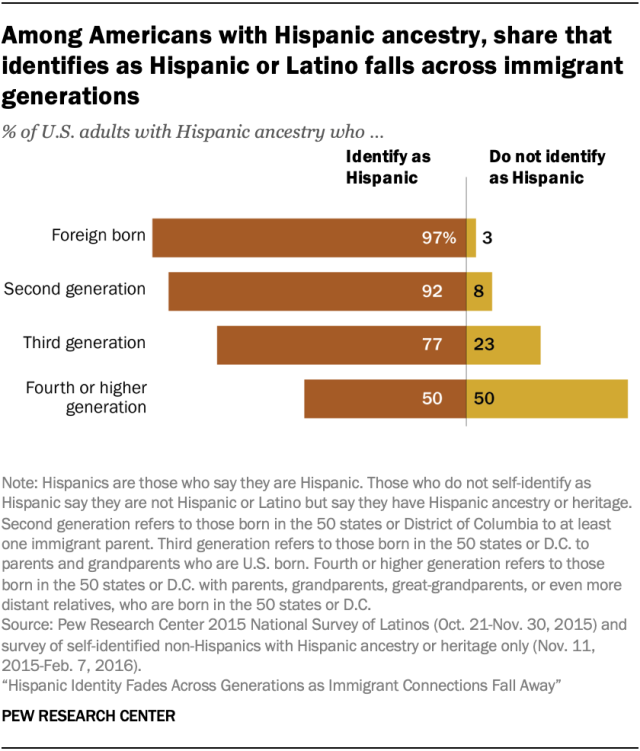 Among Americans with Hispanic ancestry, share that
identifies as Hispanic or Latino falls across immigrant
generations
% of U.S. adults with Hispanic ancestry who ...
Identify as
Hispanic
Do not identify
as Hispanic
Foreign born 97% 3
Second generation 92 8
Third generation 77 23
Fourth or higher
generation 50 50
Note: Hispanics are those who say they are Hispanic. Those who do not self-identify as
Hispanic say they are not Hispanic or Latino but say they have Hispanic ancestry or heritage.
Second generation refers to those born in the 50 states or District of Columbia to at least
one immigrant parent. Third generation refers to those born in the 50 states or D.C. to
parents and grandparents who are U.S. born. Fourth or higher generation refers to those
born in the 50 states or D.C. with parents, grandparents, great-grandparents, or even more
distant relatives, who are born in the 50 states or D.C.
Source: Pew Research Center 2015 National Survey of Latinos (Oct. 21-Nov. 30, 2015) and
survey of self-identified non-Hispanics with Hispanic ancestry or heritage only (Nov. 11,
2015-Feb. 7, 2016).
“Hispanic Identity Fades Across Generations as Immigrant Connections Fall Away”
PEW RESEARCH CENTER